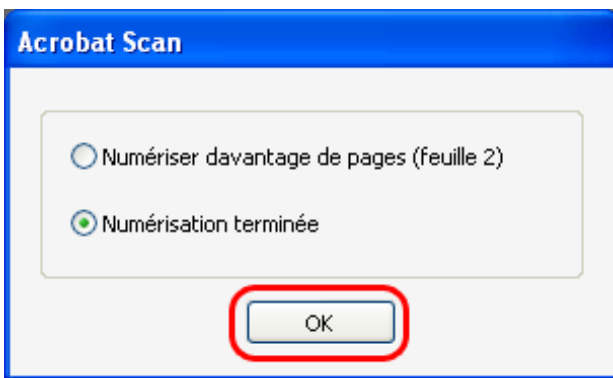 Acrobat Scan
Numériser davantage de pages (feuille 2)
Numérisation terminée
OK